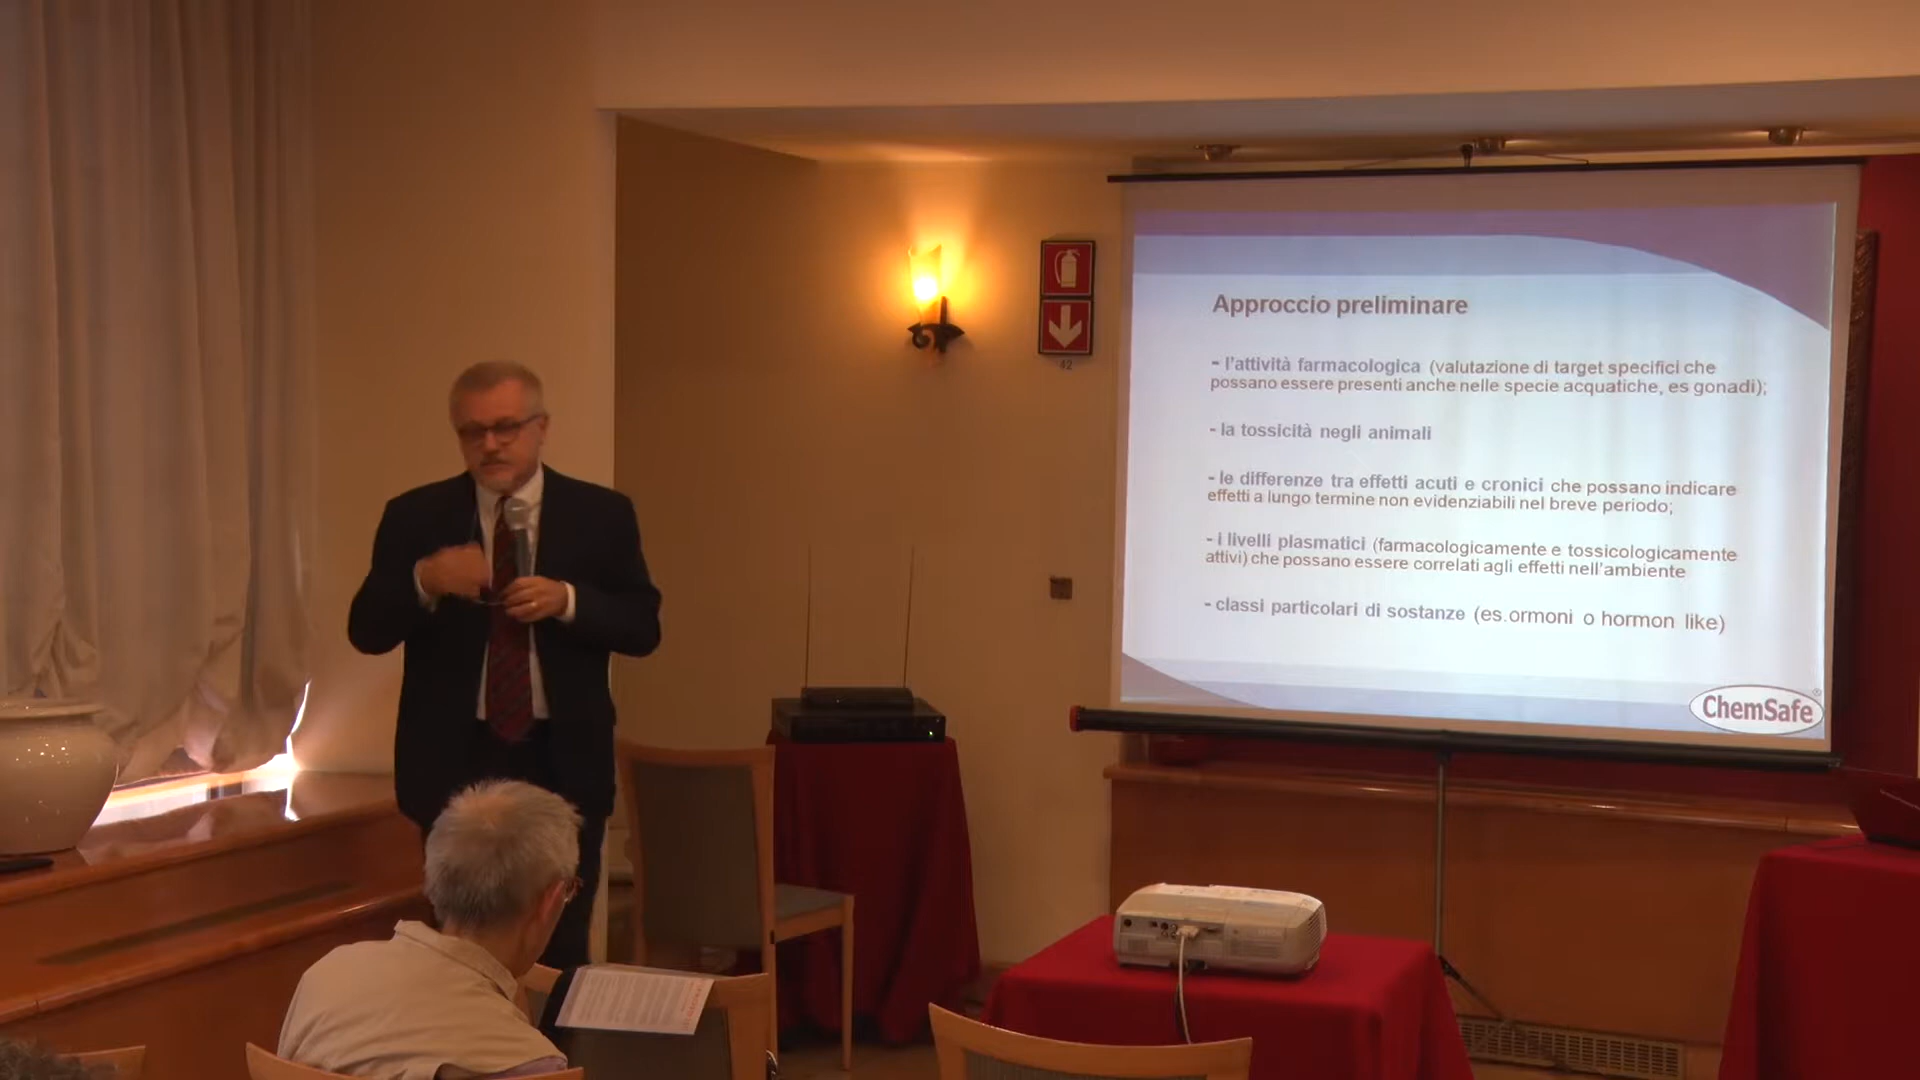 42
Approccio preliminare
- l'attività farmacologica (valutazione di target specifici che
possano essere presenti anche nelle specie acquatiche, es gonadi);
- la tossicità negli animali
- le differenze tra effetti acuti e cronici che possano indicare
effetti a lungo termine non evidenziabili nel breve periodo;
- i livelli plasmatici (farmacologicamente e tossicologicamente
attivi) che possano essere correlati agli effetti nell'ambiente
- classi particolari di sostanze (es.ormoni o hormon like)
ChemSafe®